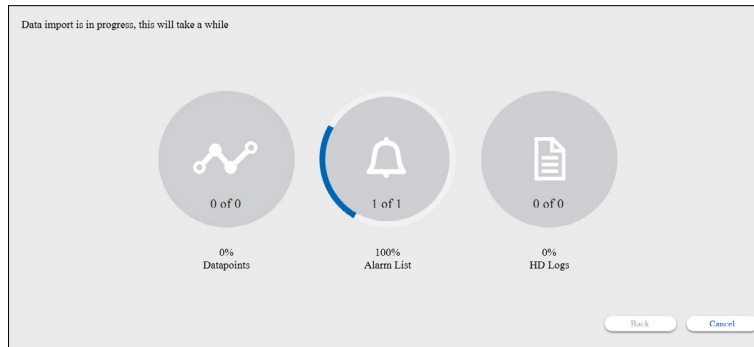 Data import is in progress, this will take a while
0 of 0
1 of 1
0 of 0
0%
Datapoints
100%
Alarm List
0%
HD Logs
Back
Cancel